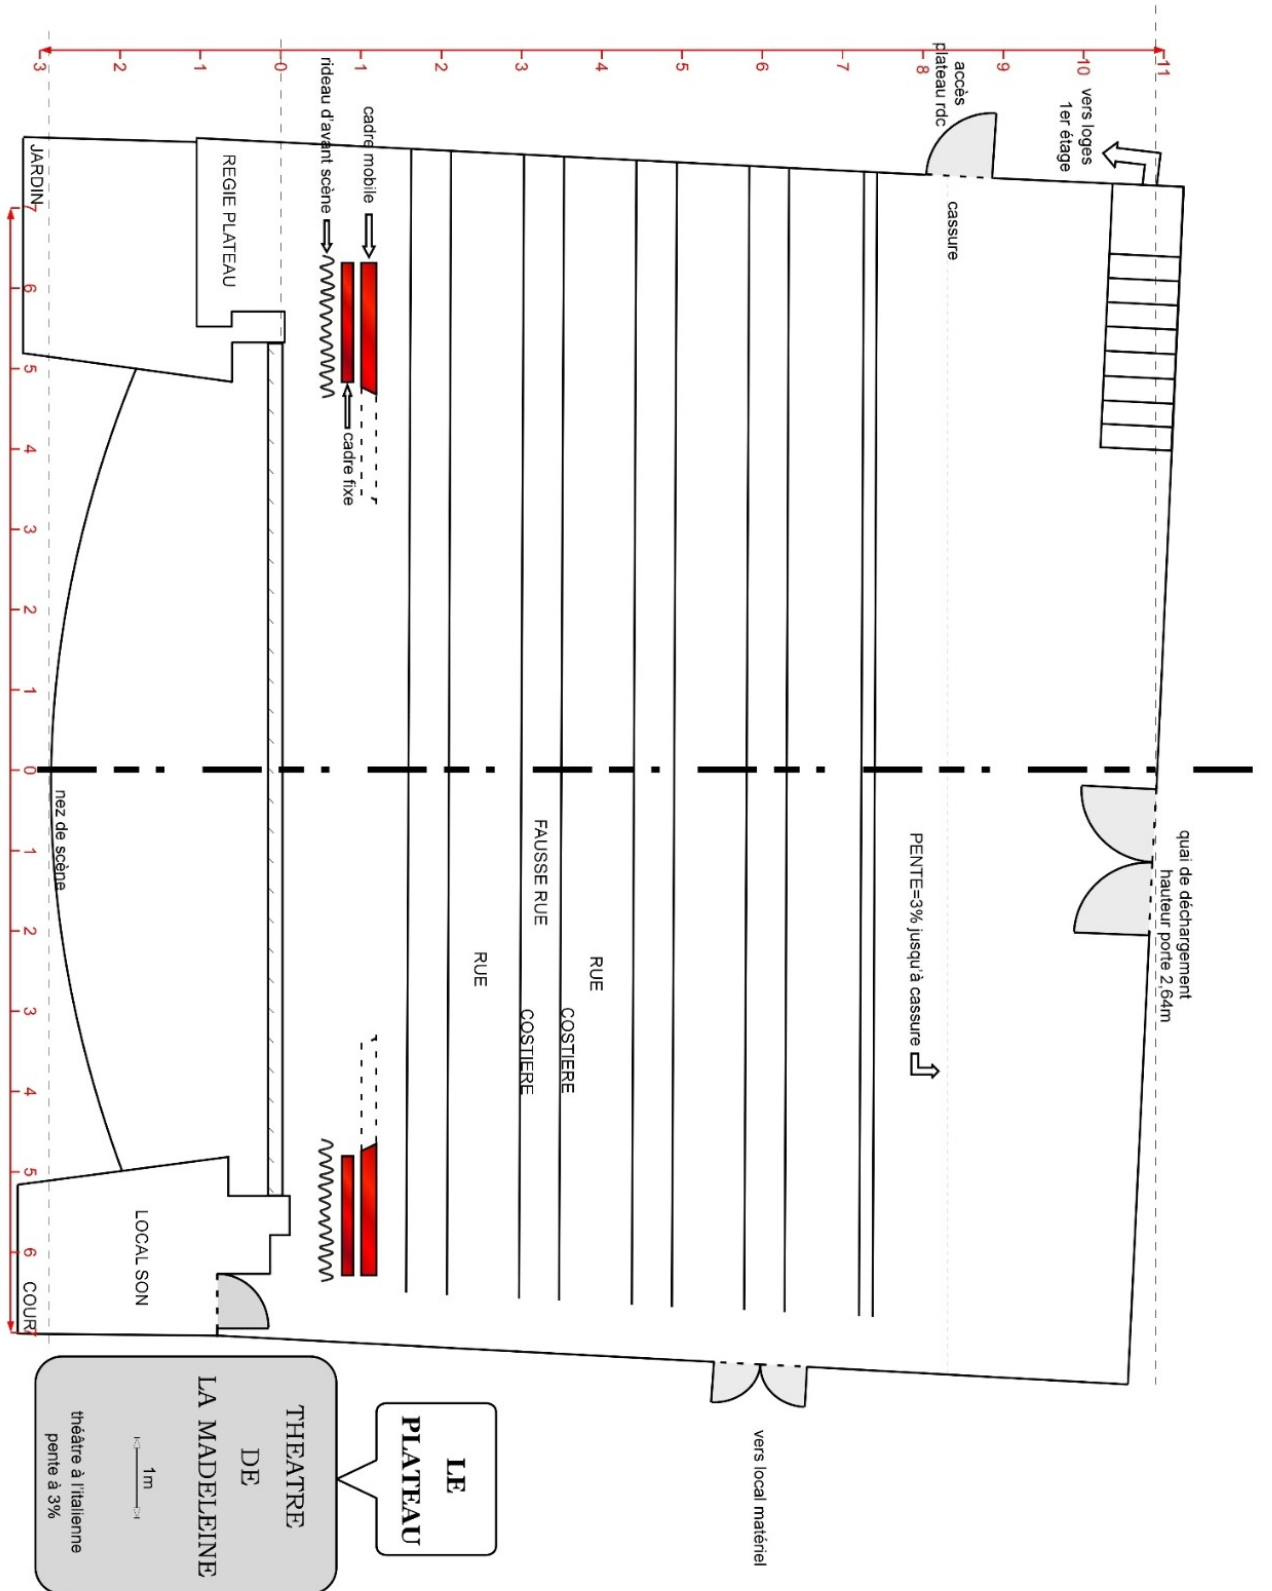 quai de déchargement
hauteur porte 2,64m
11
10
9
8
7
6
5
4
3
2
1
0
1
2
3
vers loges
1er étage
accès
plateau rdc
cassure
PENTE=3% jusqu'à cassure
vers local matériel
RUE
COSTIERE
FAUSSE RUE
COSTIERE
RUE
cadre mobile
cadre fixe
rideau d'avant scène
REGIE PLATEAU
LOCAL SON
nez de scène
JARDIN
COUR
7 6 5 4 3 2 1 0 1 2 3 4 5 6 7
LE
PLATEAU
THEATRE
DE
LA MADELEINE
1m
théâtre à l'italienne
pente à 3%